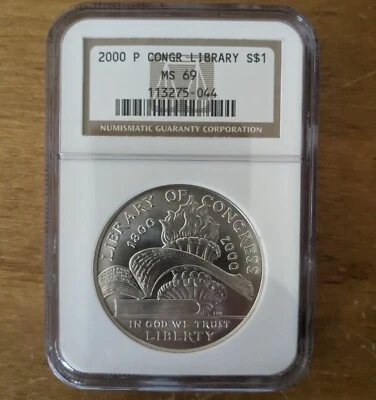 2000 P CONGR LIBRARY S$1
MS 69
113275-044
NUMISMATIC GUARANTY CORPORATION
LIBRARY OF CONGRESS
1800 2000
IN GOD WE TRUST
LIBERTY